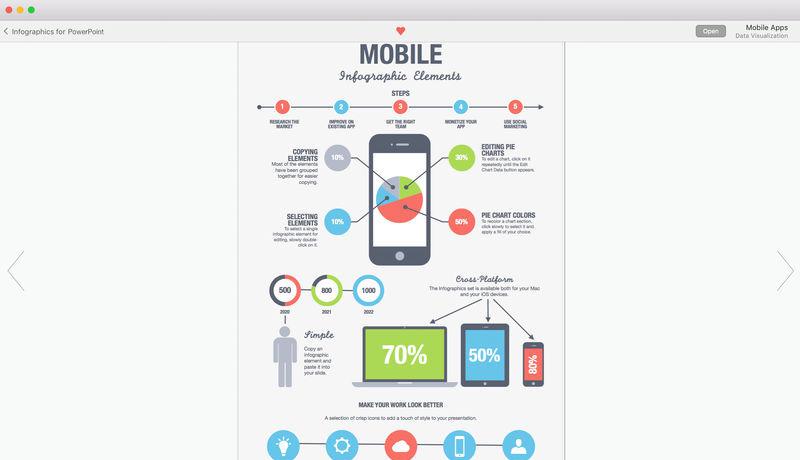 Infographics for PowerPoint
Open
Mobile Apps
Data Visualization
MOBILE
Infographic Elements
STEPS
1
2
3
4
5
RESEARCH THE
MARKET
IMPROVE ON
EXISTING APP
GET THE RIGHT
TEAM
MONETIZE YOUR
APP
USE SOCIAL
MARKETING
COPYING
ELEMENTS
Most of the elements
have been grouped
together for easier
copying.
10%
30%
EDITING PIE
CHARTS
To edit a chart, click on it
repeatedly until the Edit
Chart Data button appears.
SELECTING
ELEMENTS
To select a single
infographic element for
editing, slowly double-
click on it.
10%
50%
PIE CHART COLORS
To recolor a chart section,
click slowly to select it and
apply a fill of your choice.
500
800
1000
2020
2021
2022
Simple
Copy an
infographic
element and
paste it into
your slide.
Cross-Platform
The Infographics set is available both for your Mac
and your iOS devices.
70%
50%
80%
MAKE YOUR WORK LOOK BETTER
A selection of crisp icons to add a touch of style to your presentation.